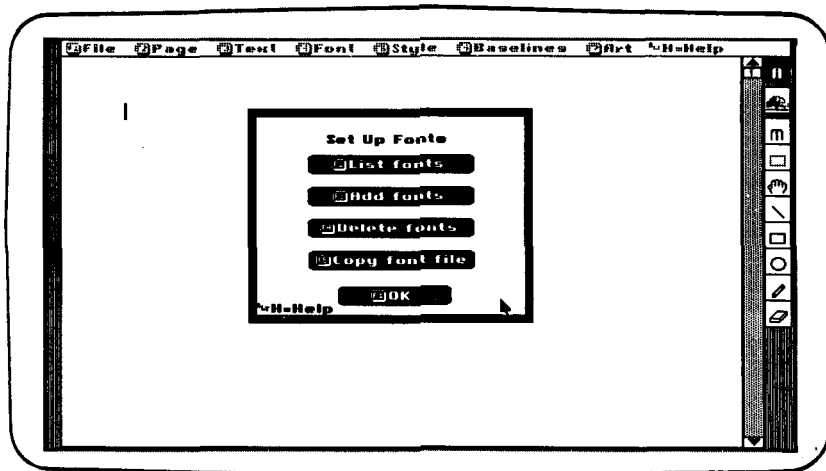 File Page Text Font Style Baselines Art H=Help
Set Up Fonts
List fonts
Add fonts
Delete fonts
Copy font file
OK
H=Help